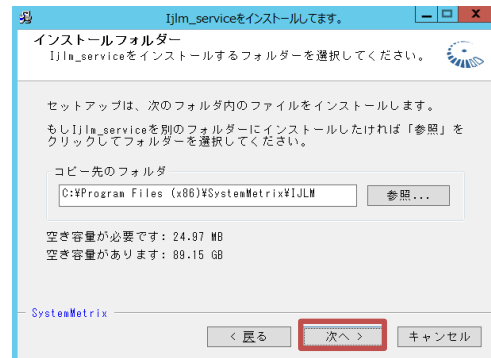 Ijlm_serviceをインストールしてます。
インストールフォルダー
Ijlm_serviceをインストールするフォルダーを選択してください。
セットアップは、次のフォルダ内のファイルをインストールします。
もしIjlm_serviceを別のフォルダーにインストールしたければ「参照」を
クリックしてフォルダーを選択してください。
コピー先のフォルダ
C:¥Program Files (x86)¥SystemMetrix¥IJLM
参照...
空き容量が必要です: 24.97 MB
空き容量があります: 89.15 GB
SystemMetrix
< 戻る
次へ >
キャンセル